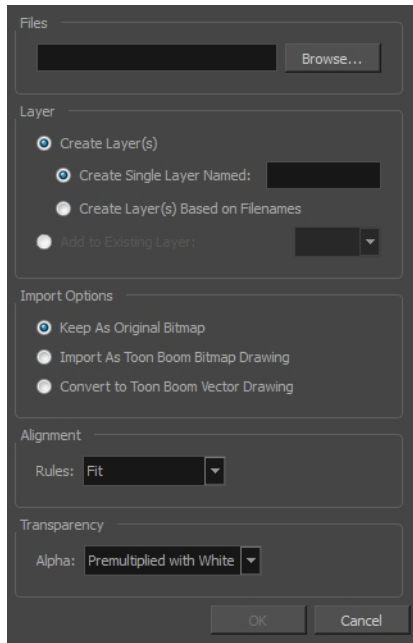 Files
Browse...
Layer
Create Layer(s)
Create Single Layer Named:
Create Layer(s) Based on Filenames
Add to Existing Layer:
Import Options
Keep As Original Bitmap
Import As Toon Boom Bitmap Drawing
Convert to Toon Boom Vector Drawing
Alignment
Rules: Fit
Transparency
Alpha: Premultiplied with White
OK Cancel